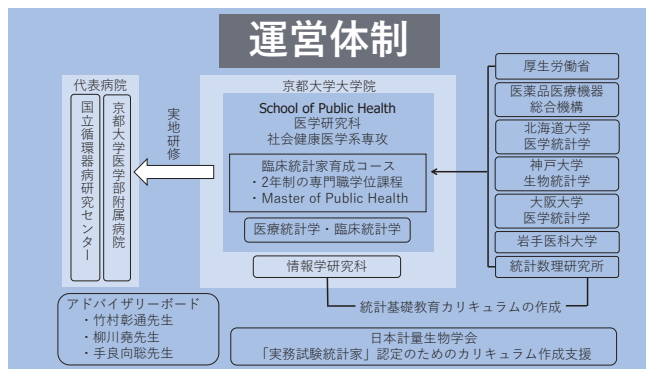 運営体制
代表病院
国立循環器病研究センター
京都大学医学部附属病院
実地研修
京都大学大学院
School of Public Health
医学研究科
社会健康医学系専攻
臨床統計家育成コース
・2年制の専門職学位課程
・Master of Public Health
医療統計学・臨床統計学
情報学研究科
厚生労働省
医薬品医療機器
総合機構
北海道大学
医学統計学
神戸大学
生物統計学
大阪大学
医学統計学
岩手医科大学
統計数理研究所
統計基礎教育カリキュラムの作成
アドバイザリーボード
・竹村彰通先生
・柳川堯先生
・手良向聡先生
日本計量生物学会
「実務試験統計家」認定のためのカリキュラム作成支援